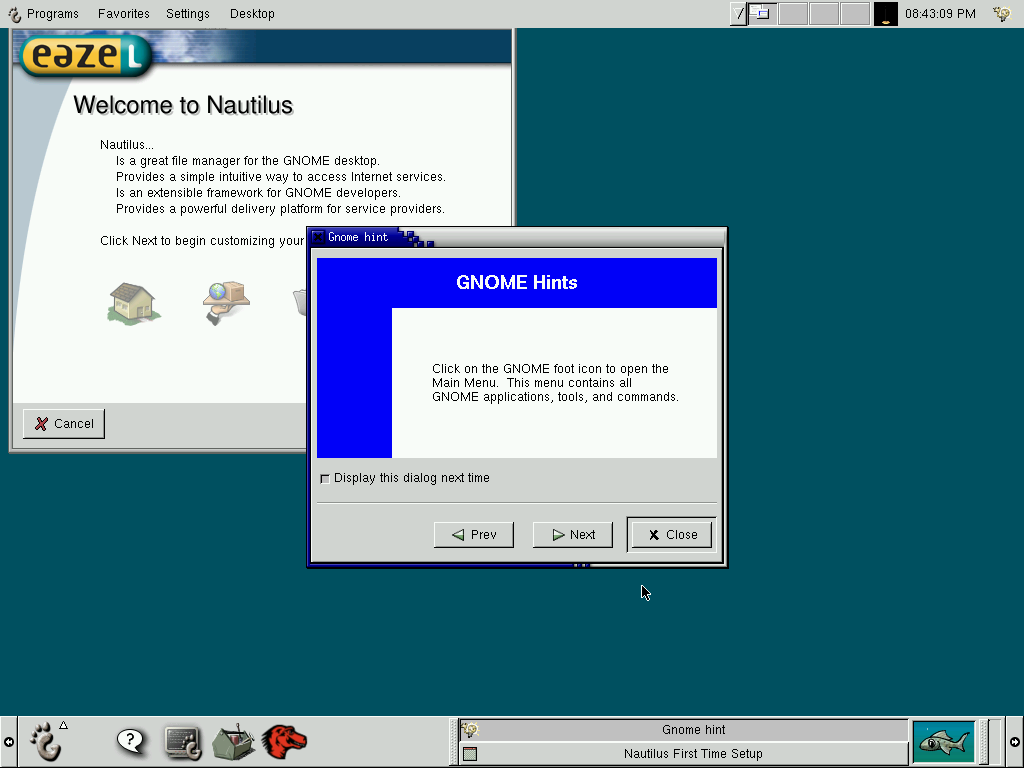 Programs Favorites Settings Desktop 08:43:09 PM
eazel
Welcome to Nautilus
Nautilus...
Is a great file manager for the GNOME desktop.
Provides a simple intuitive way to access Internet services.
Is an extensible framework for GNOME developers.
Provides a powerful delivery platform for service providers.
Click Next to begin customizing your
Cancel
Gnome hint
GNOME Hints
Click on the GNOME foot icon to open the
Main Menu. This menu contains all
GNOME applications, tools, and commands.
Display this dialog next time
Prev Next Close
Gnome hint
Nautilus First Time Setup